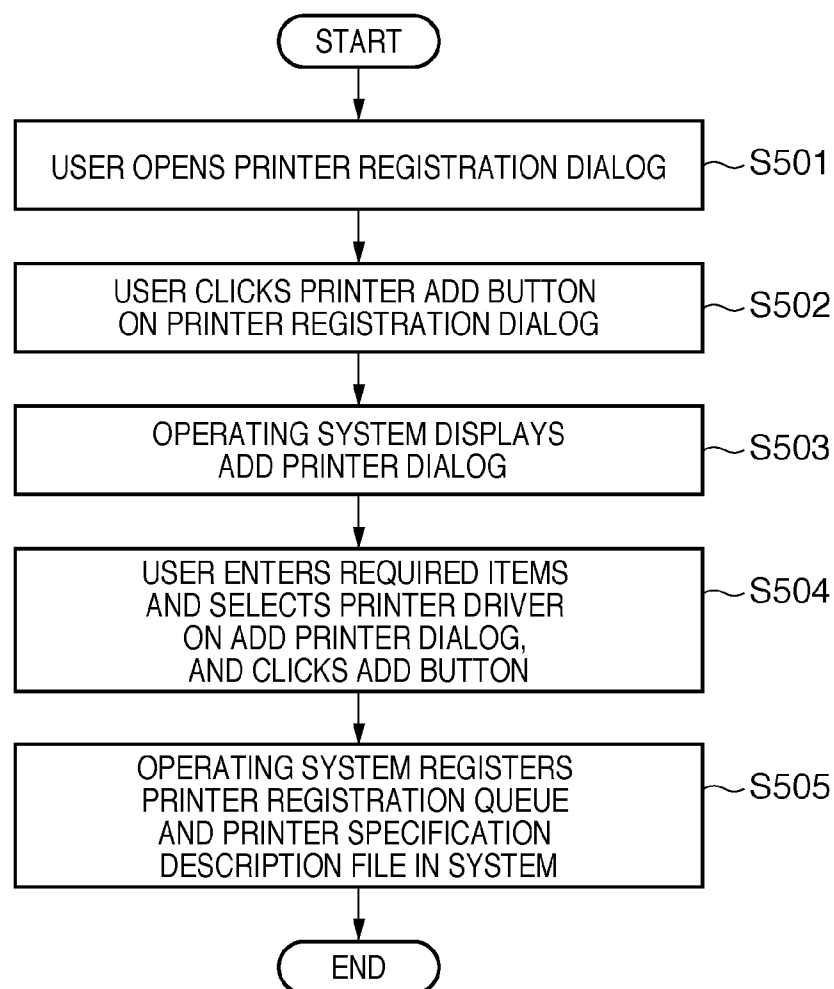 START
USER OPENS PRINTER REGISTRATION DIALOG
S501
USER CLICKS PRINTER ADD BUTTON
ON PRINTER REGISTRATION DIALOG
S502
OPERATING SYSTEM DISPLAYS
ADD PRINTER DIALOG
S503
USER ENTERS REQUIRED ITEMS
AND SELECTS PRINTER DRIVER
ON ADD PRINTER DIALOG,
AND CLICKS ADD BUTTON
S504
OPERATING SYSTEM REGISTERS
PRINTER REGISTRATION QUEUE
AND PRINTER SPECIFICATION
DESCRIPTION FILE IN SYSTEM
S505
END